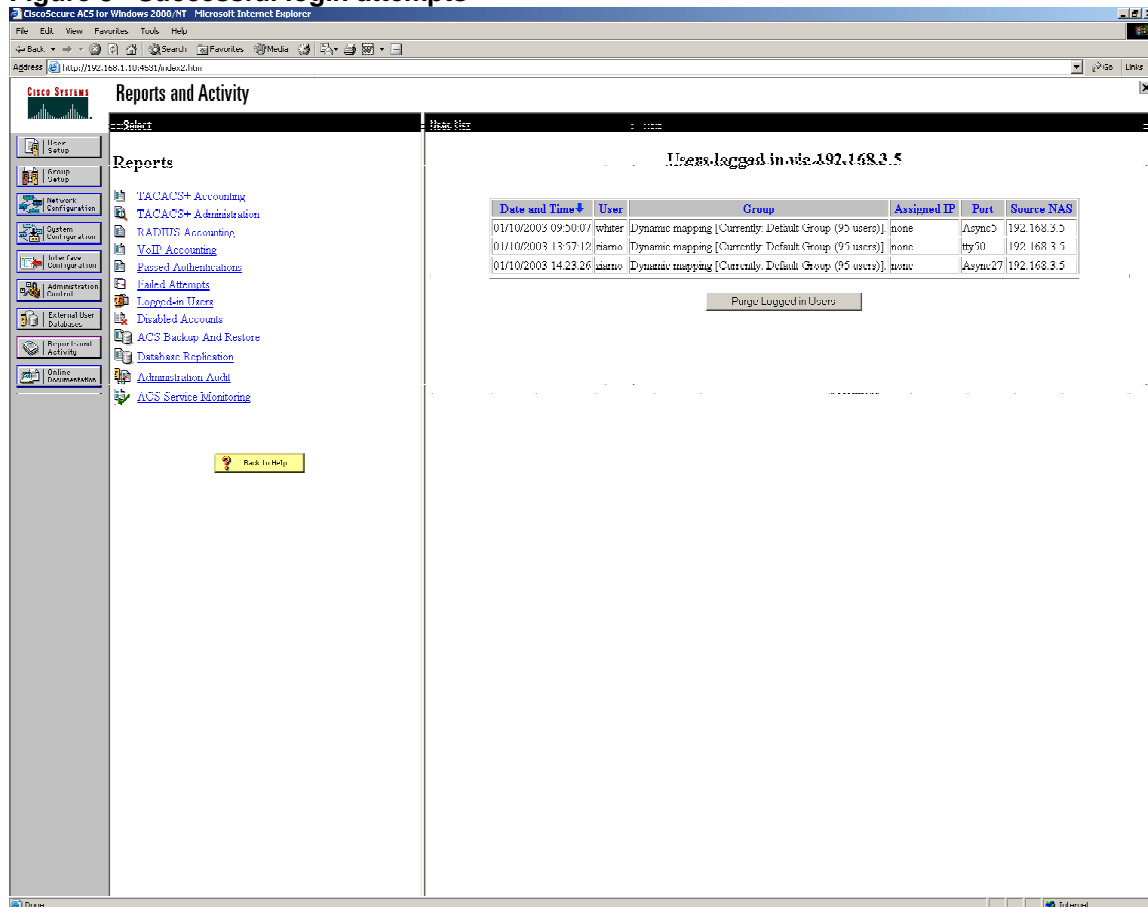 Figure 8 - Successful login attempts
CiscoSecure ACS for Windows 2000/NT - Microsoft Internet Explorer
File Edit View Favorites Tools Help
Back Search Favorites Media
Address http://192.168.1.10:4531/index2.htm Go Links
CISCO SYSTEMS
Reports and Activity
Select
User List
User Setup
Group Setup
Network Configuration
System Configuration
Interface Configuration
Administration Control
External User Databases
Reports and Activity
Online Documentation
Reports
TACACS+ Accounting
TACACS+ Administration
RADIUS Accounting
VoIP Accounting
Passed Authentications
Failed Attempts
Logged-in Users
Disabled Accounts
ACS Backup And Restore
Database Replication
Administration Audit
ACS Service Monitoring
Back to Help
Users logged in via 192.168.3.5
Date and Time User Group Assigned IP Port Source NAS
01/10/2003 09:50:07 whiter Dynamic mapping [Currently: Default Group (95 users)]. none Async5 192.168.3.5
01/10/2003 13:57:12 Dynamic mapping [Currently: Default Group (95 users)]. none tty50 192.168.3.5
01/10/2003 14:23:26 Dynamic mapping [Currently: Default Group (95 users)]. none Async27 192.168.3.5
Purge Logged in Users
Done
Internet